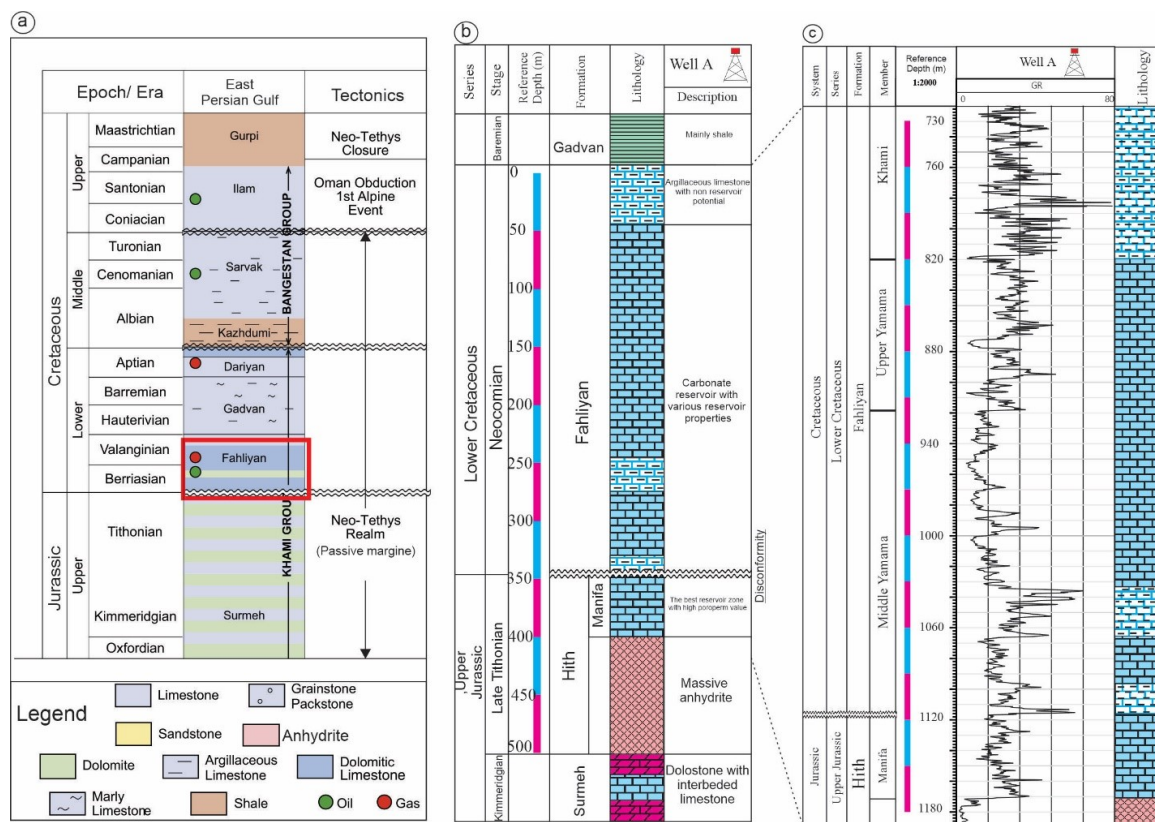 a
Epoch/ Era
East
Persian Gulf
Tectonics
Cretaceous
Upper
Maastrichtian
Campanian
Santonian
Coniacian
Middle
Turonian
Cenomanian
Albian
Lower
Aptian
Barremian
Hauterivian
Valanginian
Berriasian
Jurassic
Upper
Tithonian
Kimmeridgian
Oxfordian
Gurpi
Ilam
Sarvak
Kazhdumi
Dariyan
Gadvan
Fahliyan
Surmeh
BANGESTAN GROUP
KHAMI GROUP
Neo-Tethys
Closure
Oman Obduction
1st Alpine
Event
Neo-Tethys
Realm
(Passive margine)
Legend
Limestone
Grainstone
Packstone
Sandstone
Anhydrite
Dolomite
Argillaceous
Limestone
Dolomitic
Limestone
Marly
Limestone
Shale
Oil
Gas
b
Series
Stage
Reference
Depth (m)
Formation
Lithology
Well A
Description
Baremian
Gadvan
Mainly shale
Lower Cretaceous
Neocomian
Fahliyan
0
50
100
150
200
250
300
350
400
450
500
Argillaceous limestone
with non reservoir
potential
Carbonate
reservoir with
various reservoir
properties
Disconformity
Upper
Jurassic
Late Tithonian
Hith
Manifa
The best reservoir zone
with high poroperm value
Massive
anhydrite
Kimmeridgian
Surmeh
Dolostone with
interbeded
limestone
c
System
Series
Formation
Member
Reference
Depth (m)
1:2000
Well A
GR
0
80
Lithology
Cretaceous
Lower Cretaceous
Fahliyan
Khami
Upper Yamama
Middle Yamama
Jurassic
Upper Jurassic
Hith
Manifa
730
760
820
880
940
1000
1060
1120
1180